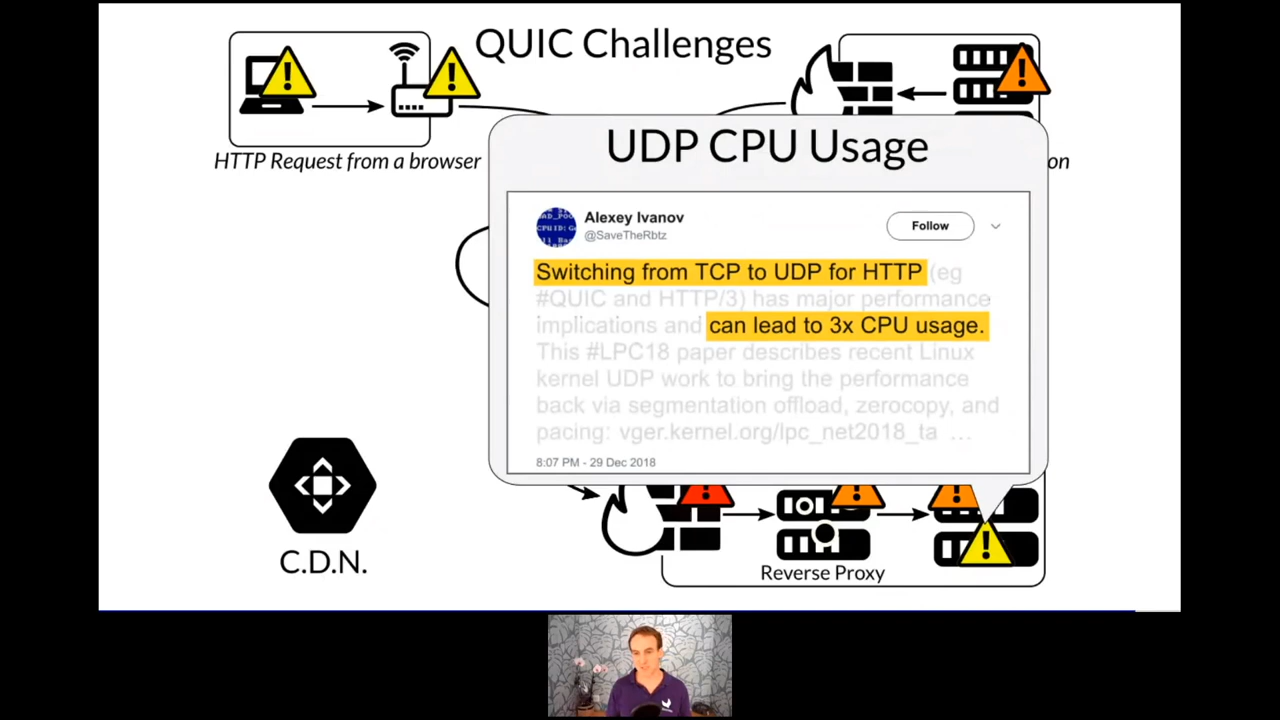 QUIC Challenges
HTTP Request from a browser
on
UDP CPU Usage
Alexey Ivanov
@SaveTheRbtz
Follow
Switching from TCP to UDP for HTTP (eg
#QUIC and HTTP/3) has major performance
implications and can lead to 3x CPU usage.
This #LPC18 paper describes recent Linux
kernel UDP work to bring the performance
back via segmentation offload, zerocopy, and
pacing: vger.kernel.org/lpc_net2018_ta …
8:07 PM - 29 Dec 2018
C.D.N.
Reverse Proxy